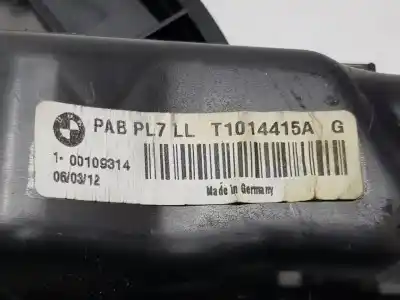 PAB PL7 LL T1014415A G
1- 00109314
06/03/12
Made in Germany